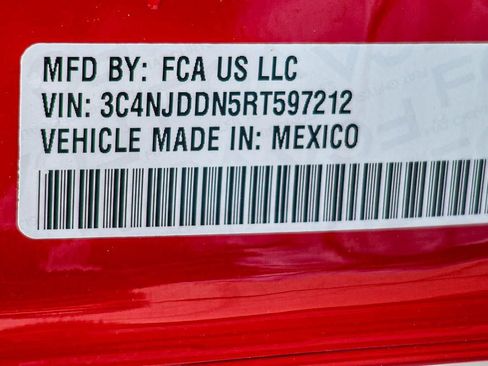 MFD BY: FCA US LLC
VIN: 3C4NJDDN5RT597212
VEHICLE MADE IN: MEXICO